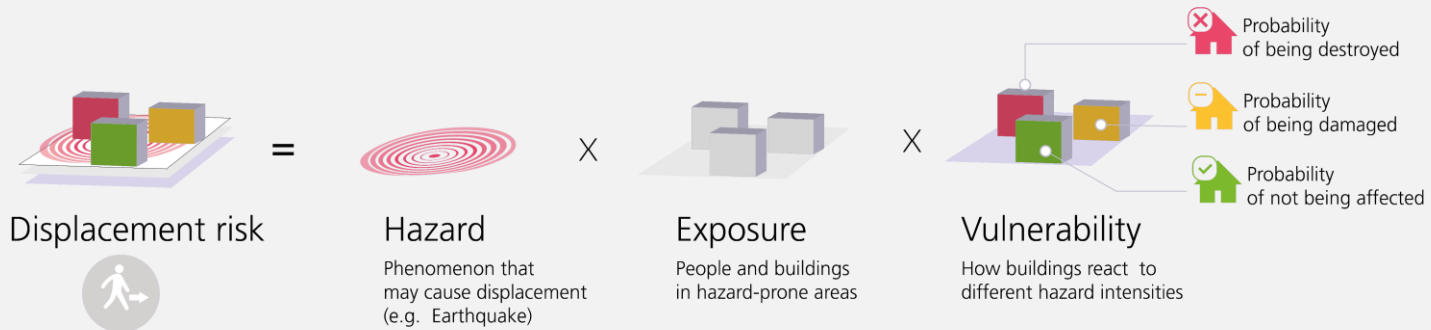 Probability
of being destroyed
Probability
of being damaged
Probability
of not being affected
=
X
X
Displacement risk
Hazard
Phenomenon that
may cause displacement
(e.g. Earthquake)
Exposure
People and buildings
in hazard-prone areas
Vulnerability
How buildings react to
different hazard intensities